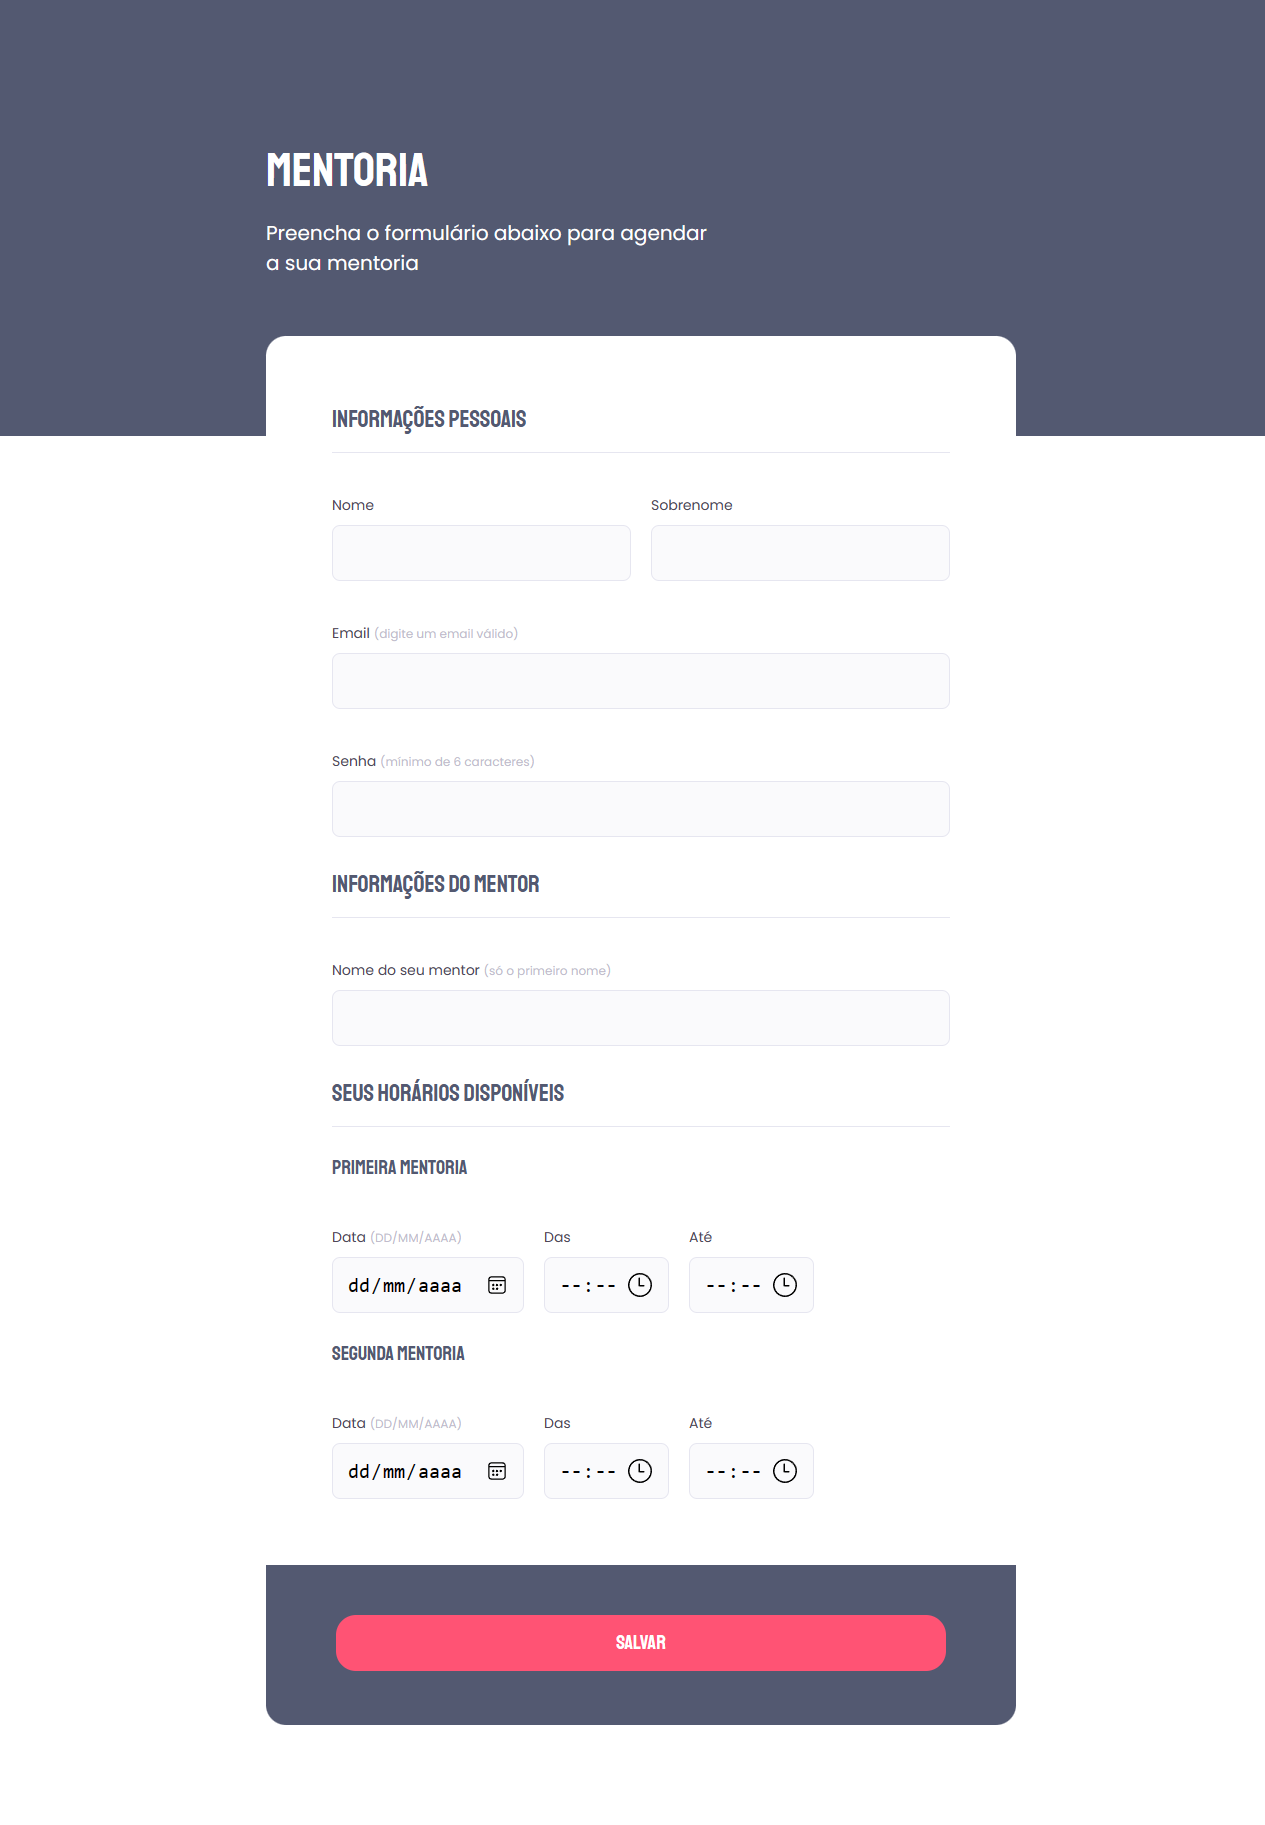 MENTORIA
Preencha o formulário abaixo para agendar
a sua mentoria
INFORMAÇÕES PESSOAIS
Nome Sobrenome
Email (digite um email válido)
Senha (mínimo de 6 caracteres)
INFORMAÇÕES DO MENTOR
Nome do seu mentor (só o primeiro nome)
SEUS HORÁRIOS DISPONÍVEIS
PRIMEIRA MENTORIA
Data (DD/MM/AAAA) Das Até
dd/mm/aaaa --:-- --:--
SEGUNDA MENTORIA
Data (DD/MM/AAAA) Das Até
dd/mm/aaaa --:-- --:--
SALVAR